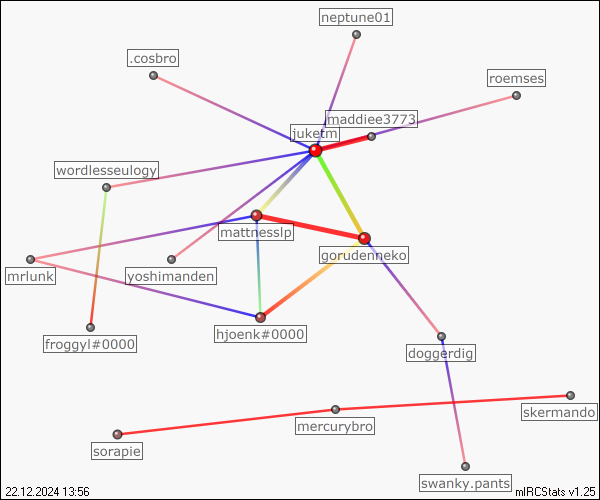 neptune01
.cosbro
roemses
maddiee3773
juketm
wordlesseulogy
mattnesslp
gorudenneko
mrlunk
yoshimanden
hjoenk#0000
froggyl#0000
doggerdig
skermando
mercurybro
sorapie
swanky.pants
22.12.2024 13:56
mIRCStats v1.25